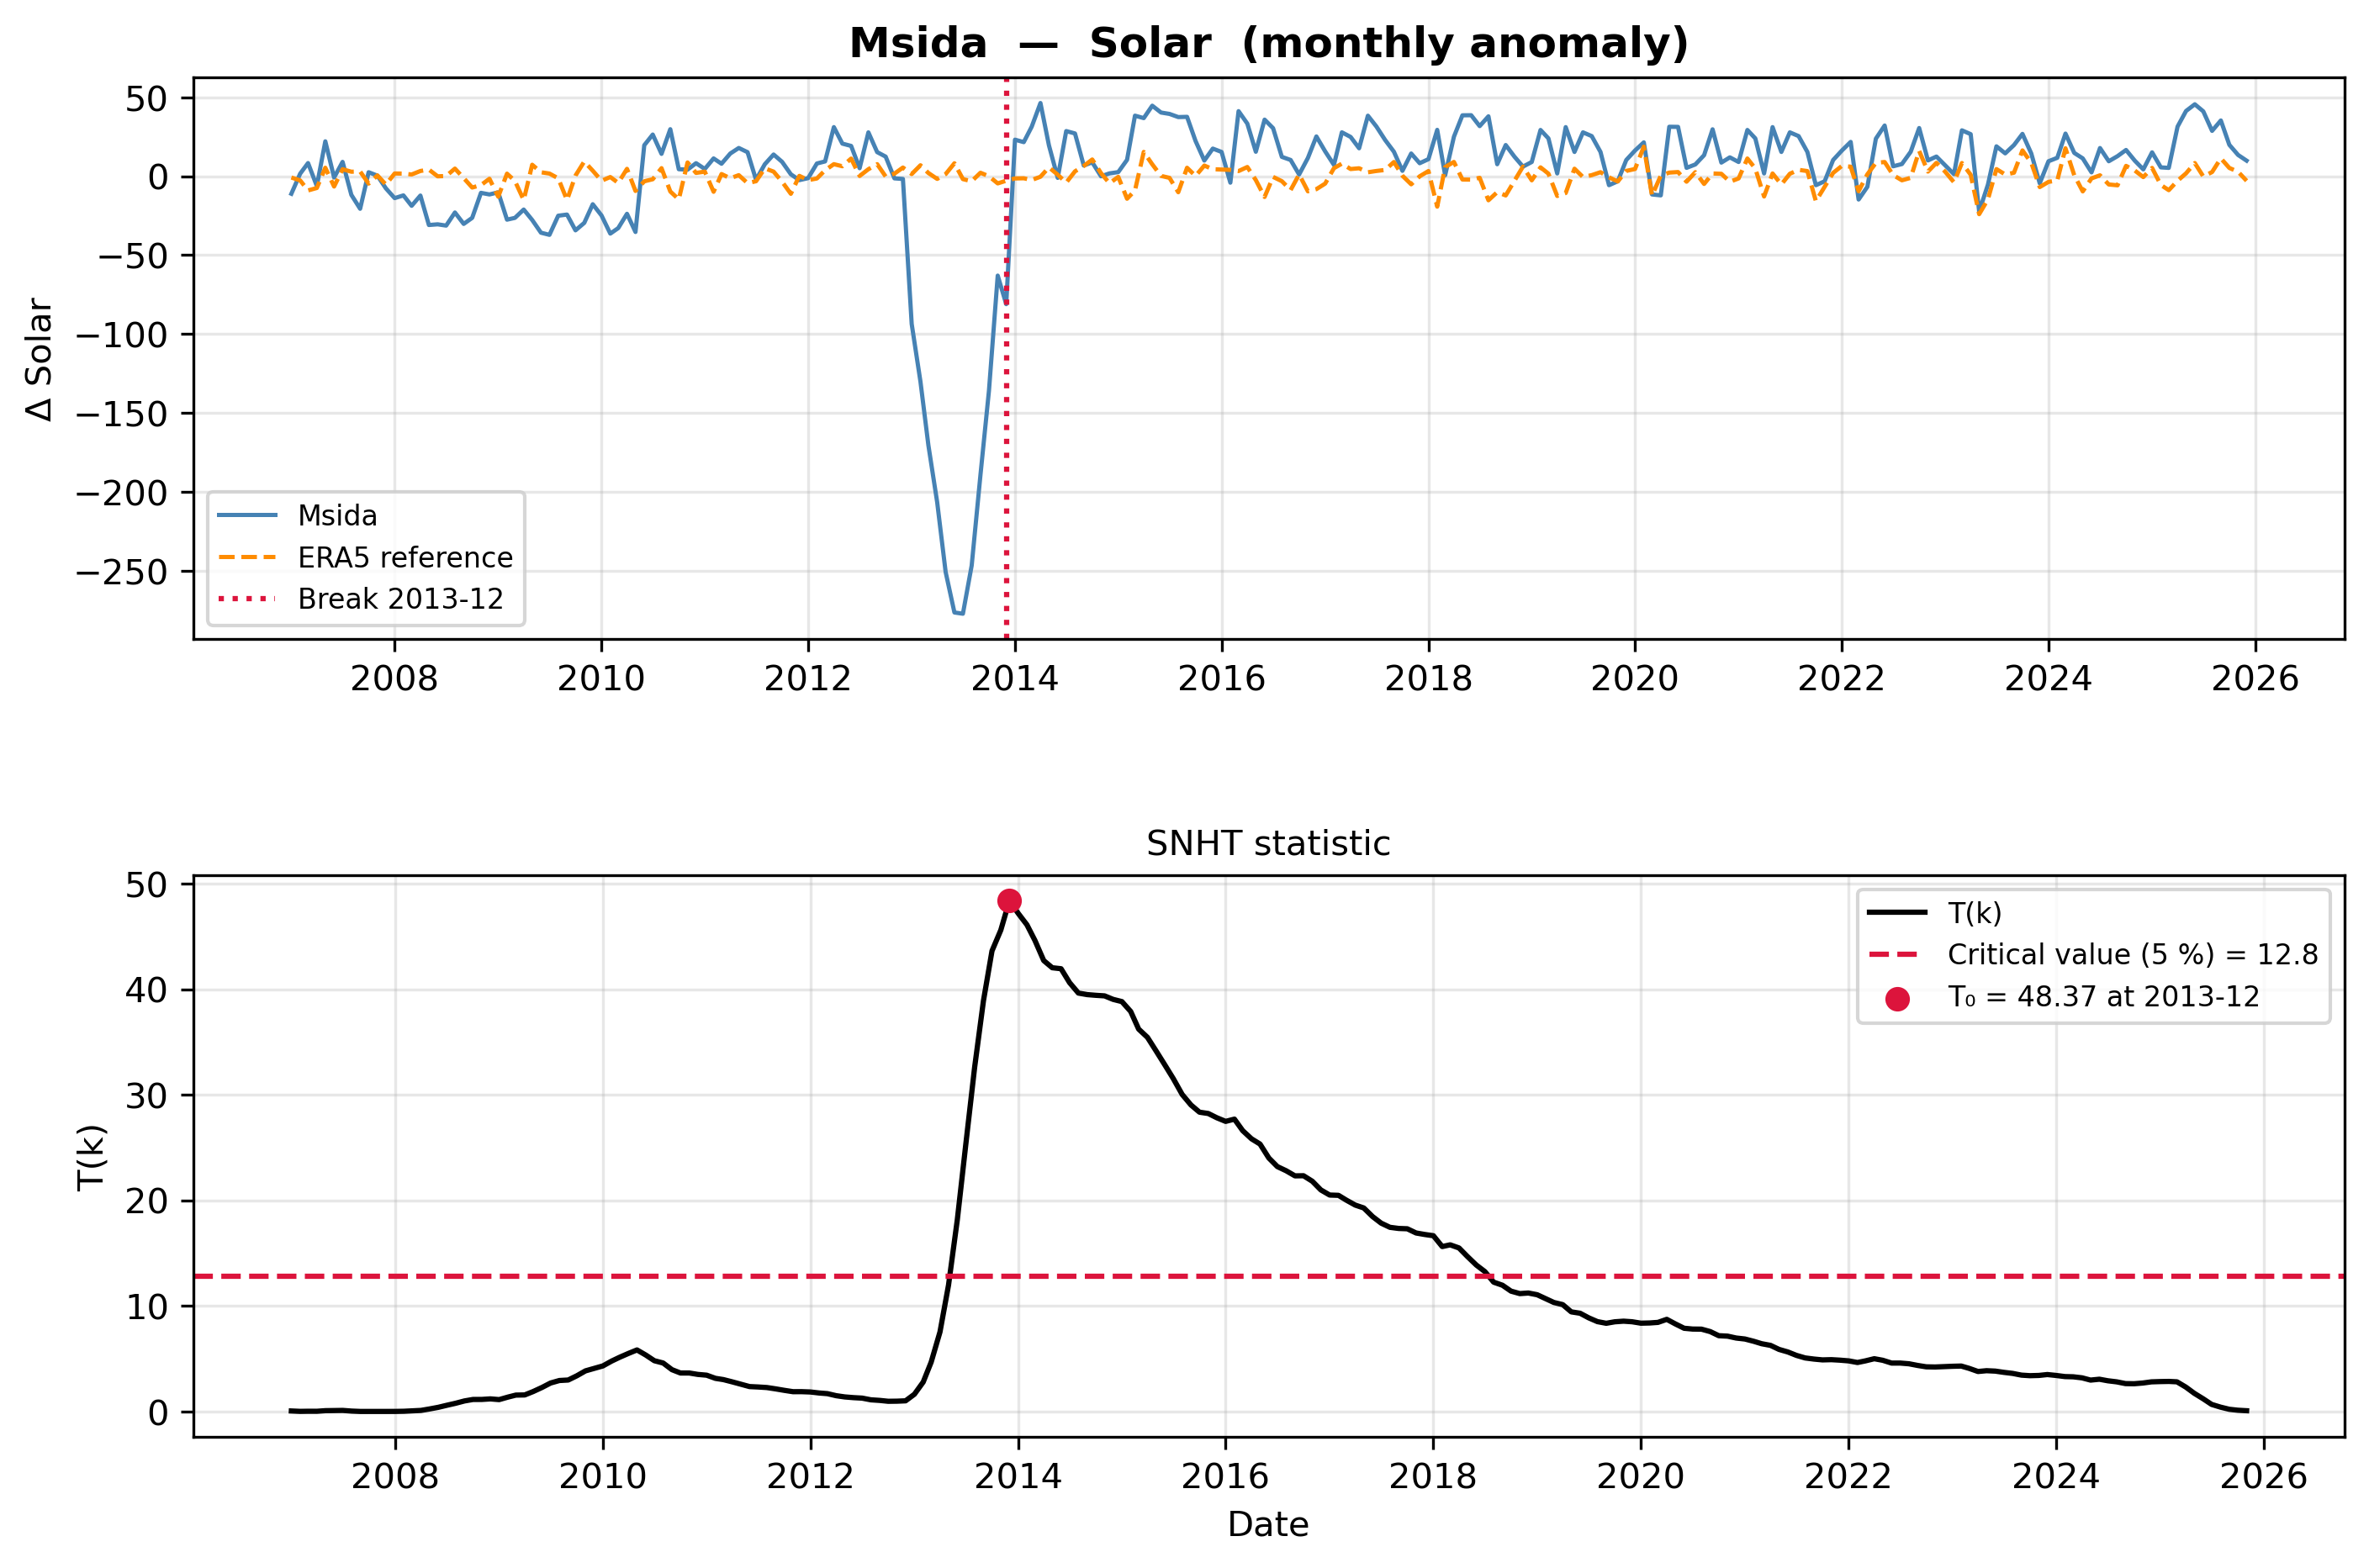 Msida — Solar (monthly anomaly)
50
0
−50
−100
−150
−200
−250
Δ Solar
Msida
ERA5 reference
Break 2013-12
2008 2010 2012 2014 2016 2018 2020 2022 2024 2026
SNHT statistic
50
40
30
20
10
0
T(k)
T(k)
Critical value (5 %) = 12.8
T₀ = 48.37 at 2013-12
2008 2010 2012 2014 2016 2018 2020 2022 2024 2026
Date